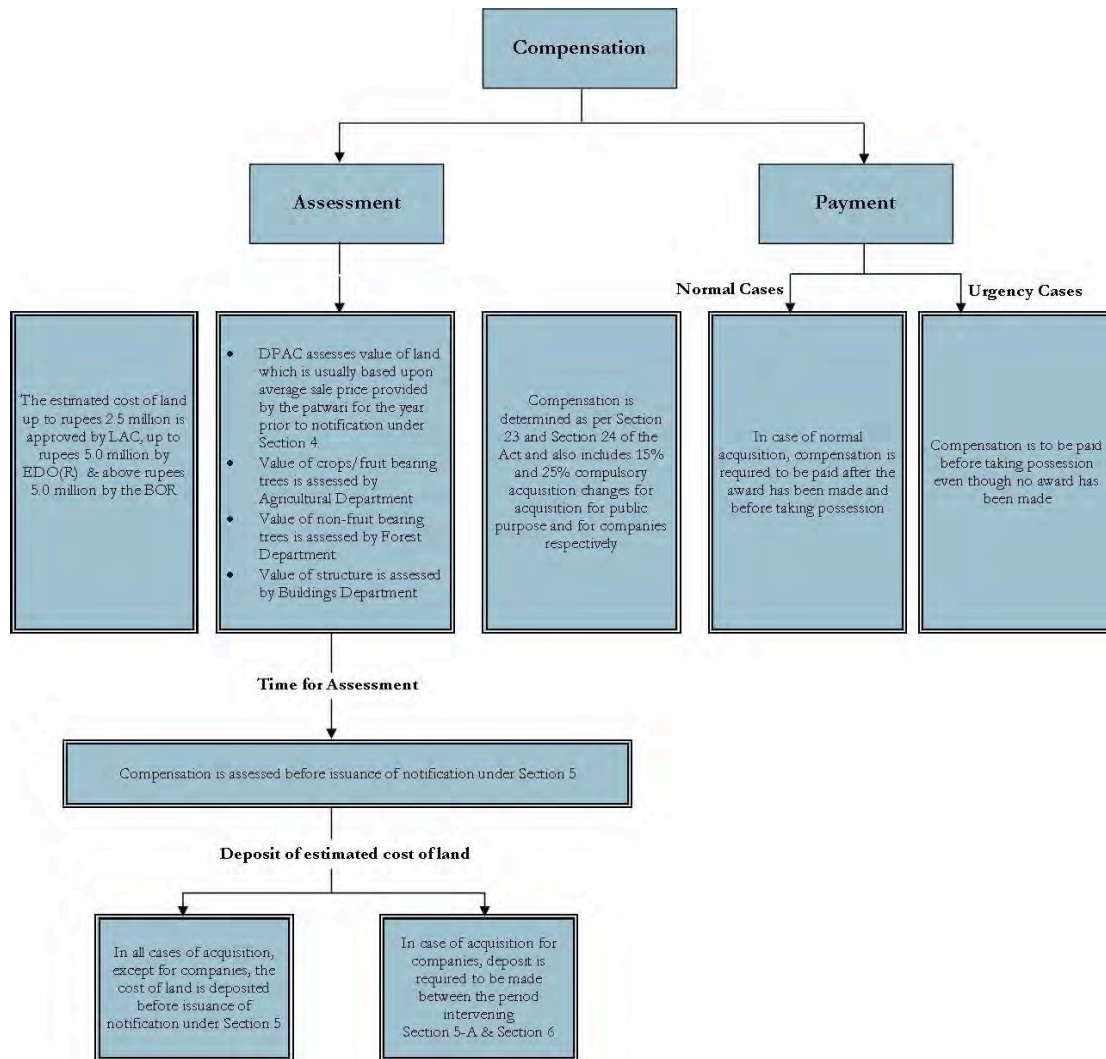 Compensation
Assessment
Payment
Normal Cases
Urgency Cases
The estimated cost of land
up to rupees 2.5 million is
approved by LAC, up to
rupees 5.0 million by
EDO(R) & above rupees
5.0 million by the BOR
• DPAC assesses value of land
which is usually based upon
average sale price provided
by the patwari for the year
prior to notification under
Section 4.
• Value of crops/fruit bearing
trees is assessed by
Agricultural Department
• Value of non-fruit bearing
trees is assessed by Forest
Department
• Value of structure is assessed
by Buildings Department
Compensation is
determined as per Section
23 and Section 24 of the
Act and also includes 15%
and 25% compulsory
acquisition changes for
acquisition for public
purpose and for companies
respectively
In case of normal
acquisition, compensation is
required to be paid after the
award has been made and
before taking possession
Compensation is to be paid
before taking possession
even though no award has
been made
Time for Assessment
Compensation is assessed before issuance of notification under Section 5
Deposit of estimated cost of land
In all cases of acquisition,
except for companies, the
cost of land is deposited
before issuance of
notification under Section 5
In case of acquisition for
companies, deposit is
required to be made
between the period
intervening
Section 5-A & Section 6